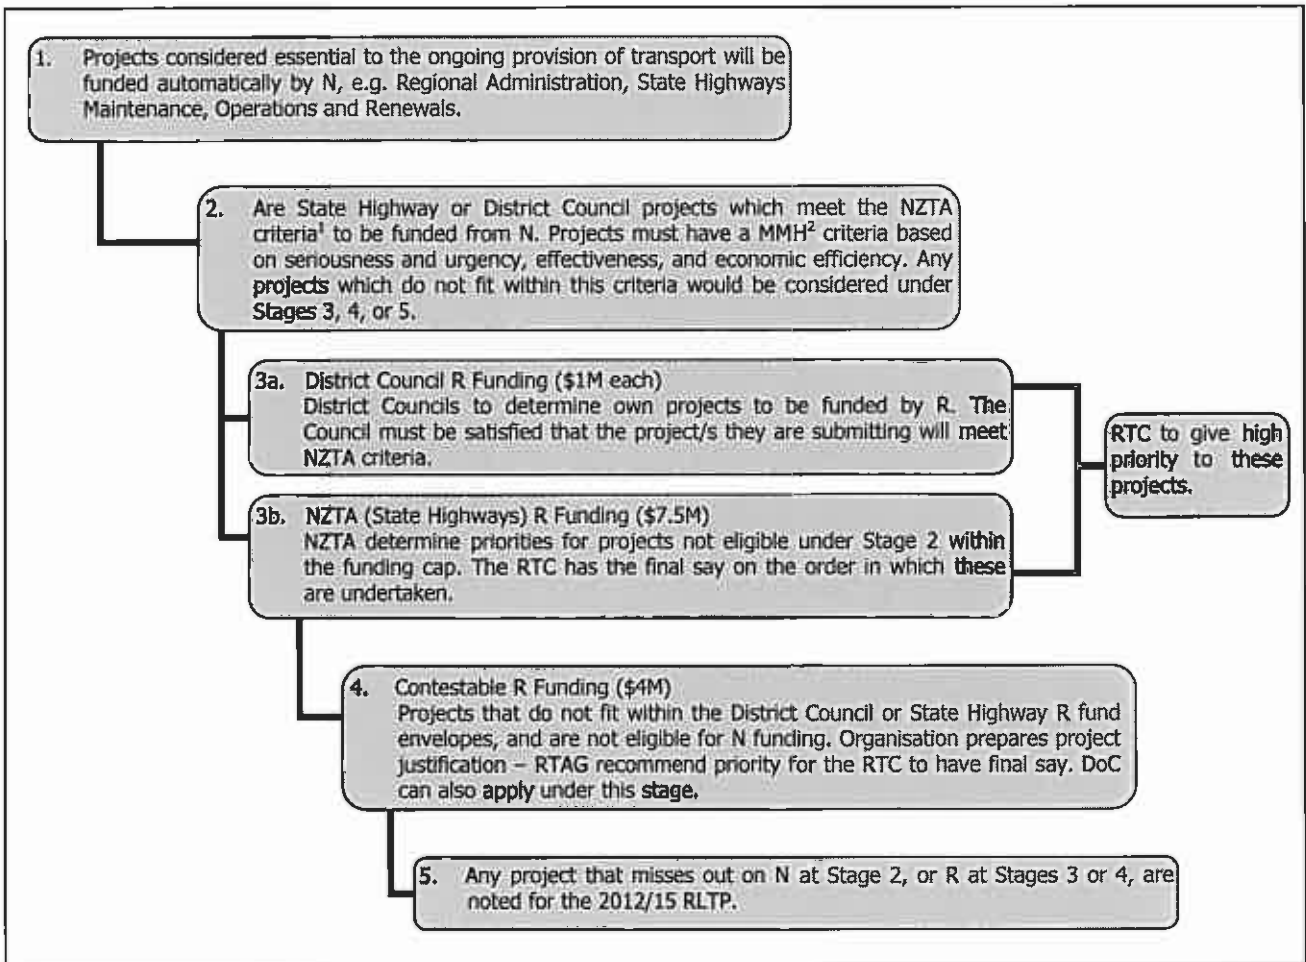 1. Projects considered essential to the ongoing provision of transport will be
funded automatically by N, e.g. Regional Administration, State Highways
Maintenance, Operations and Renewals.
2. Are State Highway or District Council projects which meet the NZTA
criteria¹ to be funded from N. Projects must have a MMH² criteria based
on seriousness and urgency, effectiveness, and economic efficiency. Any
projects which do not fit within this criteria would be considered under
Stages 3, 4, or 5.
3a. District Council R Funding ($1M each)
District Councils to determine own projects to be funded by R. The
Council must be satisfied that the project/s they are submitting will meet
NZTA criteria.
RTC to give high
priority to these
projects.
3b. NZTA (State Highways) R Funding ($7.5M)
NZTA determine priorities for projects not eligible under Stage 2 within
the funding cap. The RTC has the final say on the order in which these
are undertaken.
4. Contestable R Funding ($4M)
Projects that do not fit within the District Council or State Highway R fund
envelopes, and are not eligible for N funding. Organisation prepares project
justification – RTAG recommend priority for the RTC to have final say. DoC
can also apply under this stage.
5. Any project that misses out on N at Stage 2, or R at Stages 3 or 4, are
noted for the 2012/15 RLTP.